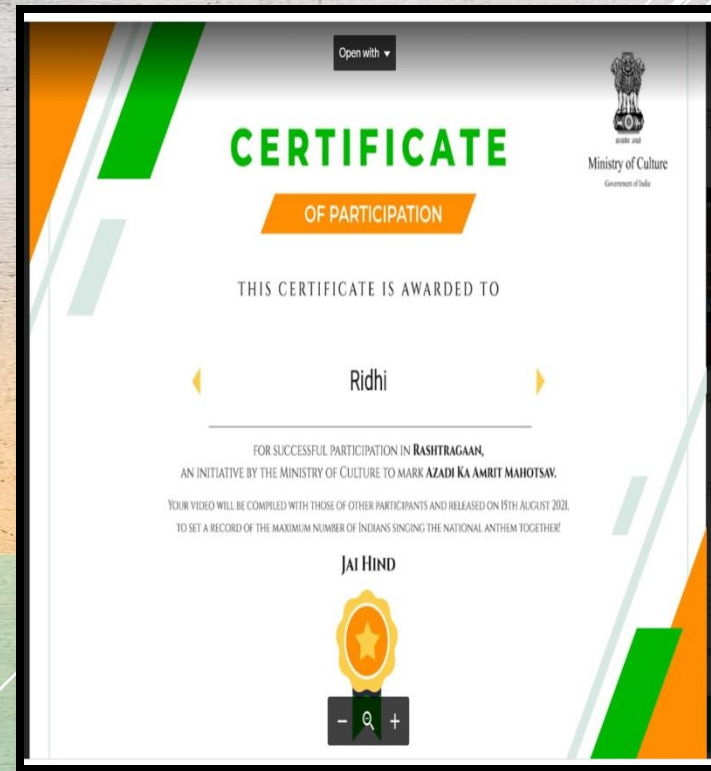 Open with
CERTIFICATE
OF PARTICIPATION
Ministry of Culture
Government of India
THIS CERTIFICATE IS AWARDED TO
Ridhi
FOR SUCCESSFUL PARTICIPATION IN RASHTRAGAAN,
AN INITIATIVE BY THE MINISTRY OF CULTURE TO MARK AZADI KA AMRIT MAHOTSAV.
YOUR VIDEO WILL BE COMPILED WITH THOSE OF OTHER PARTICIPANTS AND RELEASED ON 15TH AUGUST 2021,
TO SET A RECORD OF THE MAXIMUM NUMBER OF INDIANS SINGING THE NATIONAL ANTHEM TOGETHER!
JAI HIND